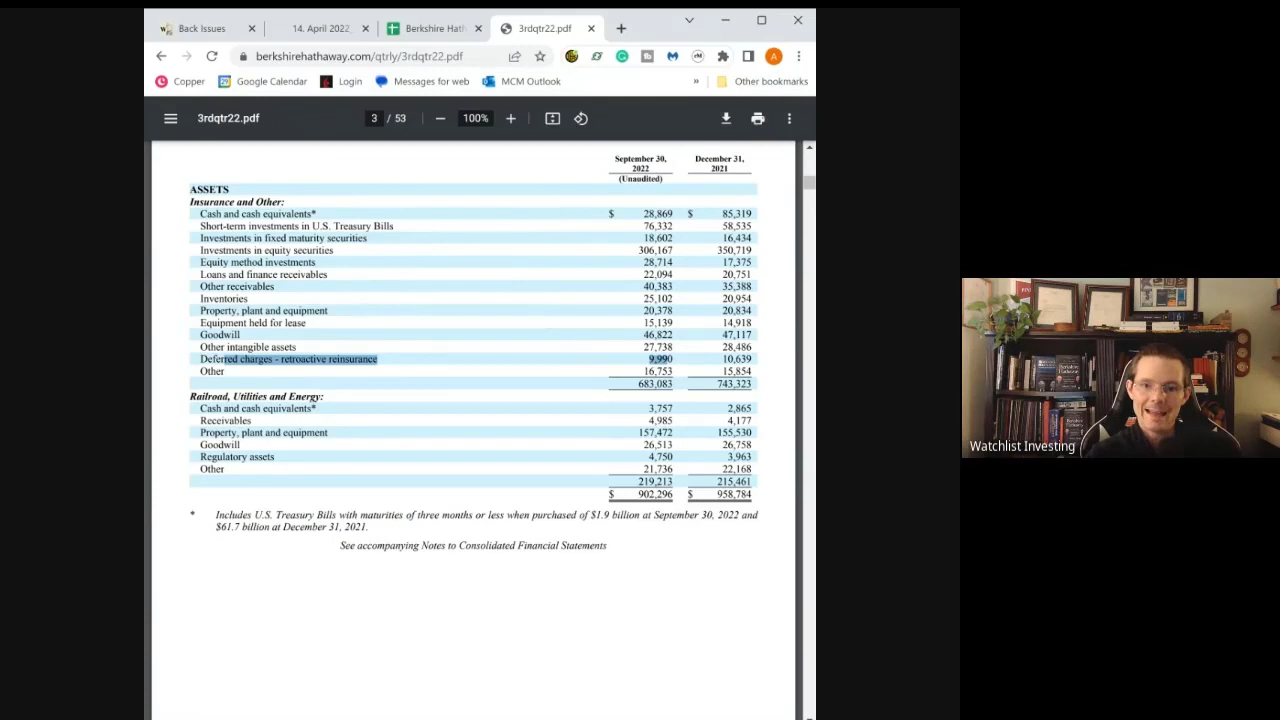 Back Issues
14. April 2022
Berkshire Hath
3rdqtr22.pdf
berkshirehathaway.com/qtrly/3rdqtr22.pdf
Copper
Google Calendar
Login
Messages for web
MCM Outlook
»
Other bookmarks
3rdqtr22.pdf
3 / 53
100%
September 30, 2022 (Unaudited)
December 31, 2021
ASSETS
Insurance and Other:
Cash and cash equivalents* $ 28,869 $ 85,319
Short-term investments in U.S. Treasury Bills 76,332 58,535
Investments in fixed maturity securities 18,602 16,434
Investments in equity securities 306,167 350,719
Equity method investments 28,714 17,375
Loans and finance receivables 22,094 20,751
Other receivables 40,383 35,388
Inventories 25,102 20,954
Property, plant and equipment 20,378 20,834
Equipment held for lease 15,139 14,918
Goodwill 46,822 47,117
Other intangible assets 27,738 28,486
Deferred charges - retroactive reinsurance 9,990 10,639
Other 16,753 15,854
683,083 743,323
Railroad, Utilities and Energy:
Cash and cash equivalents* 3,757 2,865
Receivables 4,985 4,177
Property, plant and equipment 157,472 155,530
Goodwill 26,513 26,758
Regulatory assets 4,750 3,963
Other 21,736 22,168
219,213 215,461
$ 902,296 $ 958,784
* Includes U.S. Treasury Bills with maturities of three months or less when purchased of $1.9 billion at September 30, 2022 and
$61.7 billion at December 31, 2021.
See accompanying Notes to Consolidated Financial Statements
Watchlist Investing